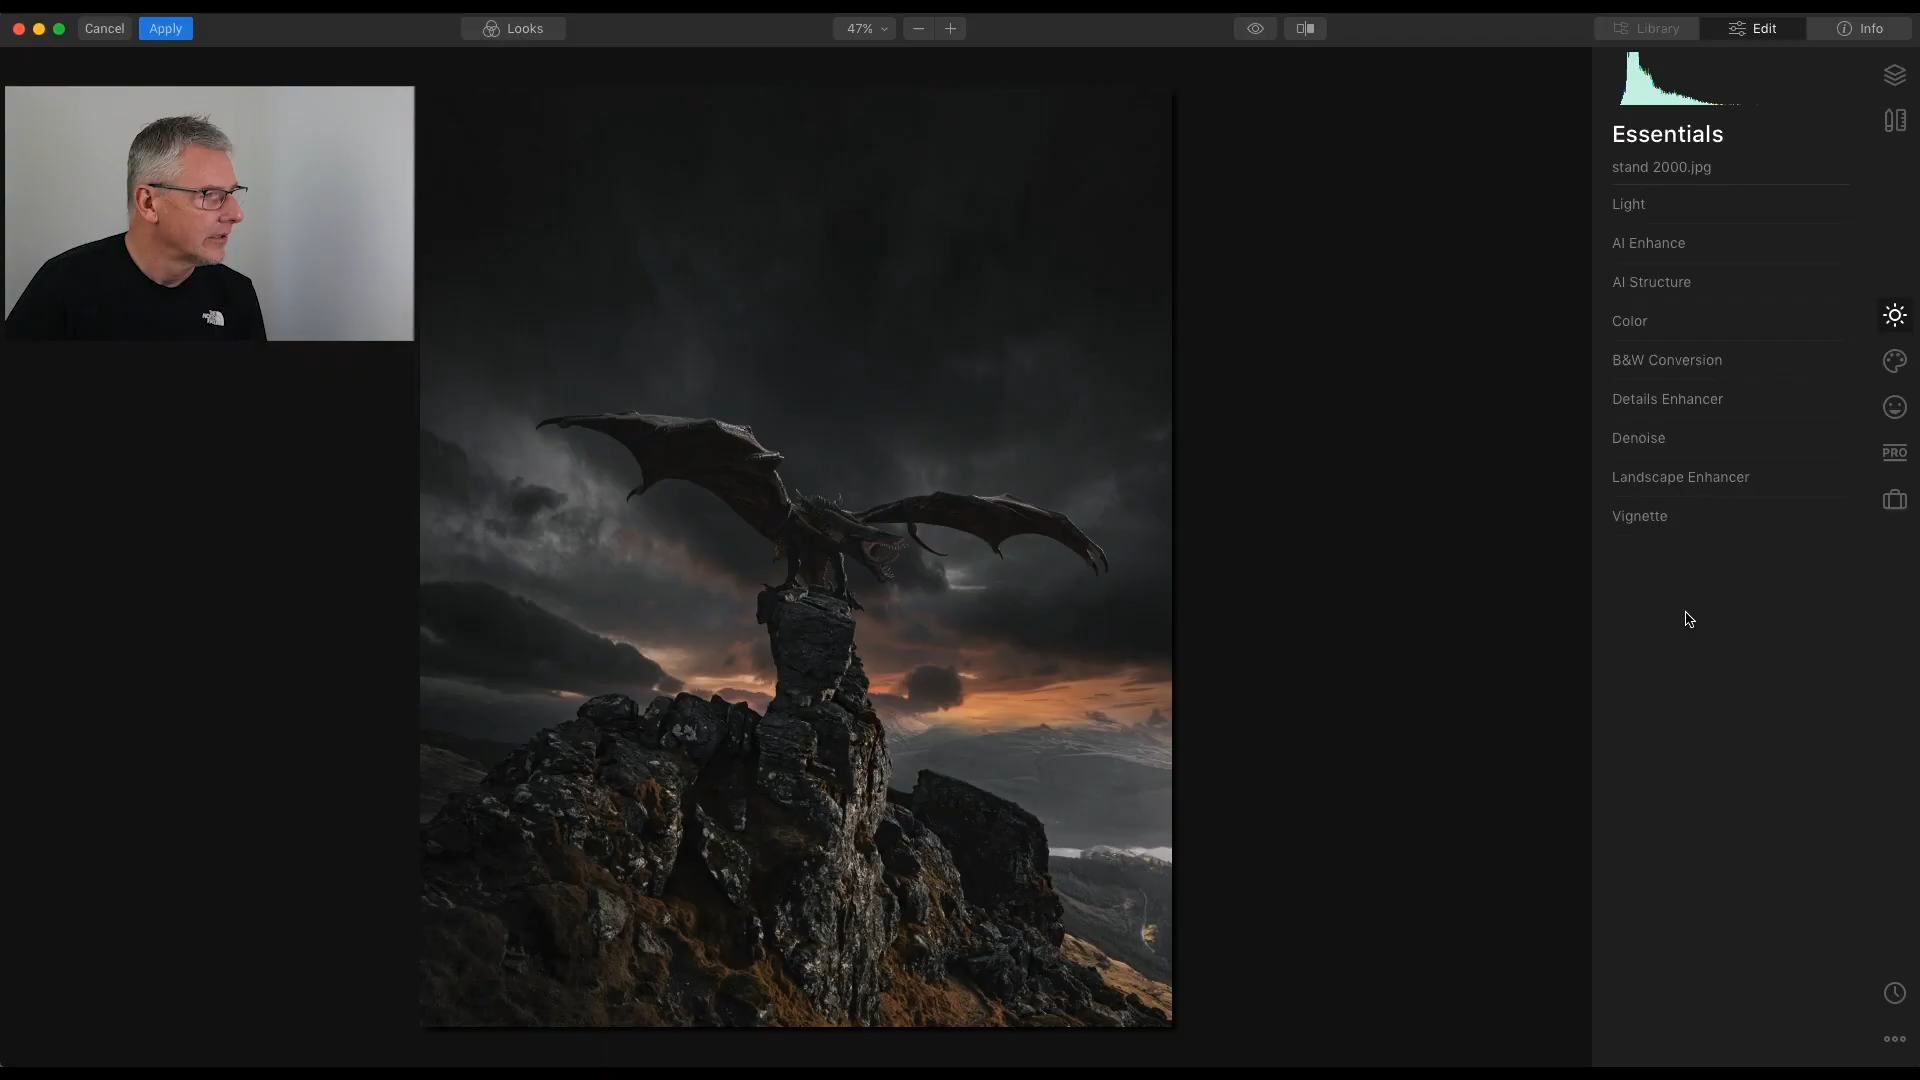 Cancel
Apply
Looks
47%
Library
Edit
Info
Essentials
stand 2000.jpg
Light
AI Enhance
AI Structure
Color
B&W Conversion
Details Enhancer
Denoise
Landscape Enhancer
Vignette
PRO